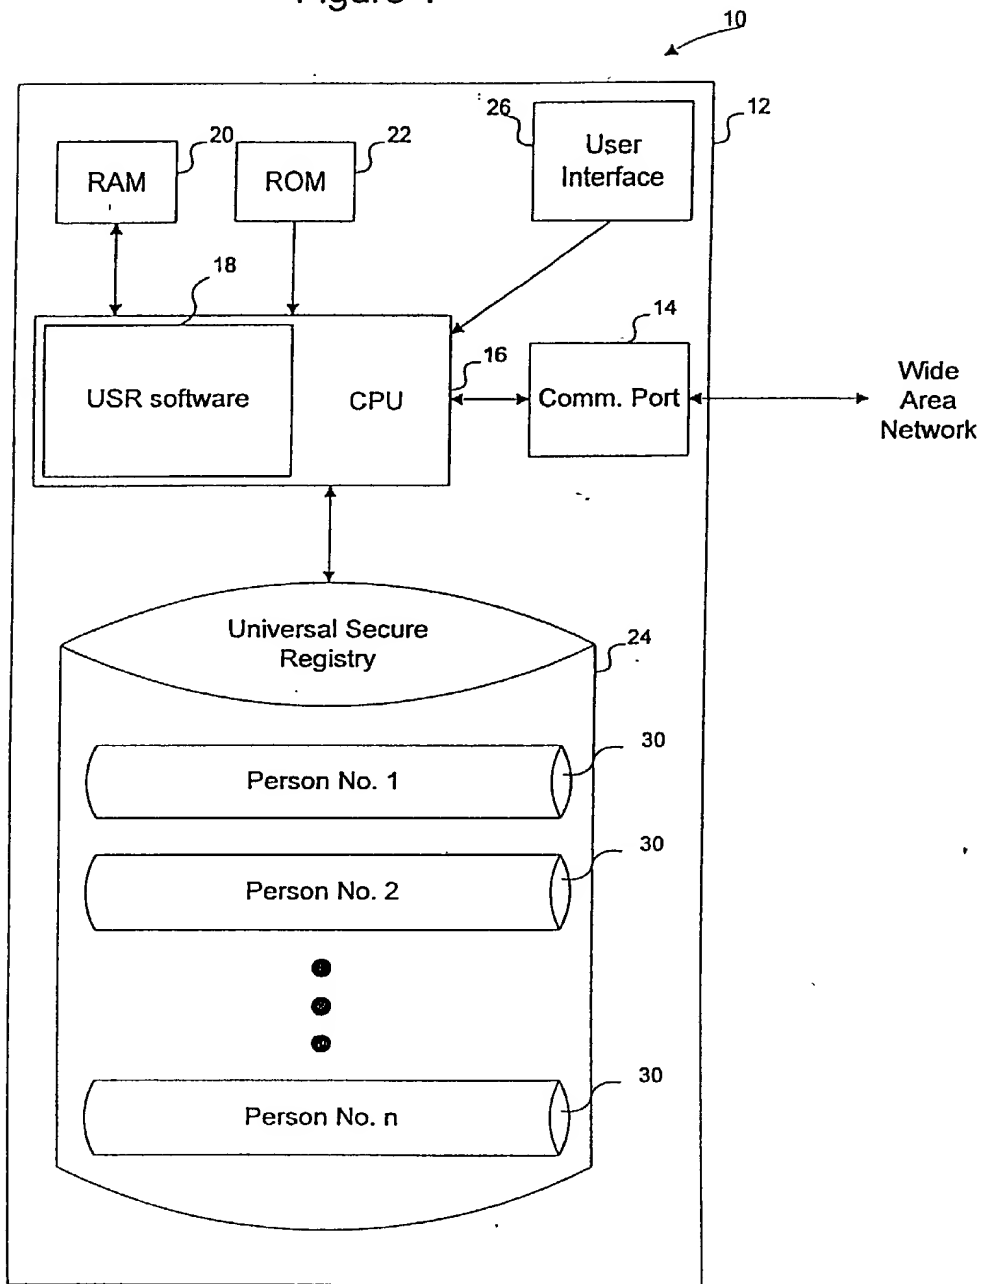 10
26
12
20
22
User
Interface
RAM
ROM
18
14
16
USR software
CPU
Comm. Port
Wide
Area
Network
Universal Secure
Registry
24
30
Person No. 1
30
Person No. 2
30
Person No. n